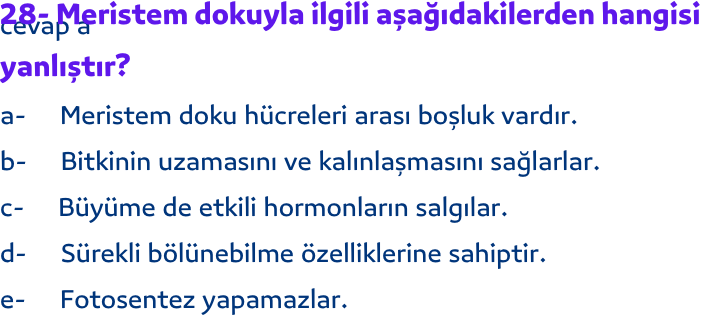 28- Meristem dokuyla ilgili aşağıdakilerden hangisi
cevap a
yanlıştır?
a- Meristem doku hücreleri arası boşluk vardır.
b- Bitkinin uzamasını ve kalınlaşmasını sağlarlar.
c- Büyüme de etkili hormonların salgılar.
d- Sürekli bölünebilme özelliklerine sahiptir.
e- Fotosentez yapamazlar.